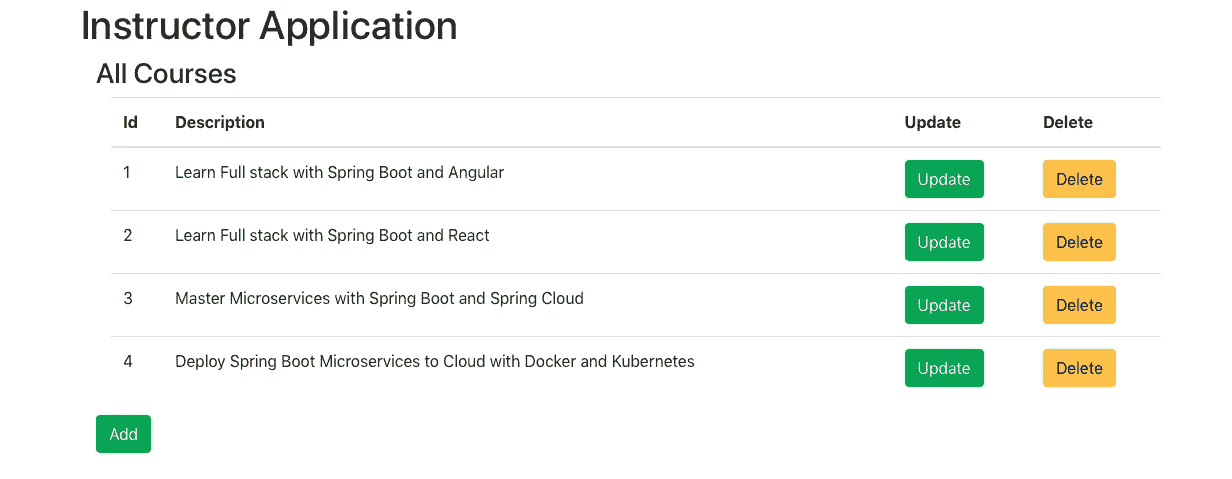 Instructor Application
All Courses
Id Description Update Delete
1 Learn Full stack with Spring Boot and Angular Update Delete
2 Learn Full stack with Spring Boot and React Update Delete
3 Master Microservices with Spring Boot and Spring Cloud Update Delete
4 Deploy Spring Boot Microservices to Cloud with Docker and Kubernetes Update Delete
Add